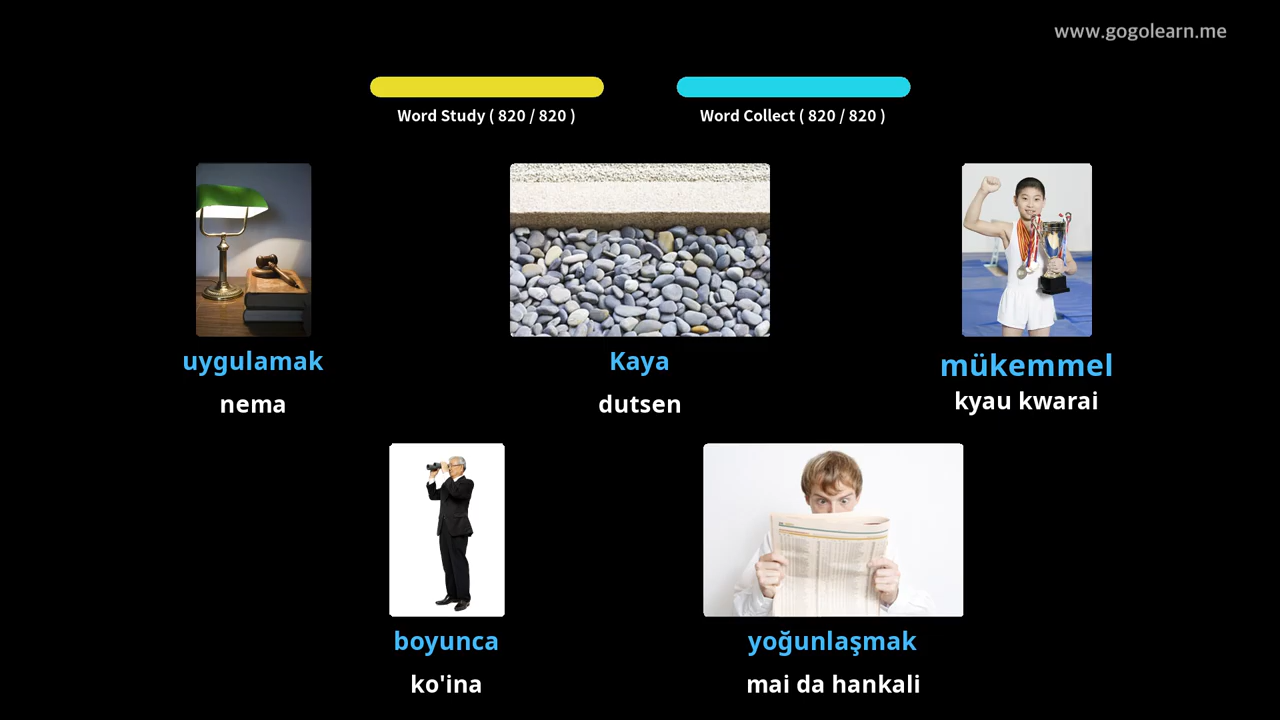 www.gogolearn.me
Word Study ( 820 / 820 )
Word Collect ( 820 / 820 )
uygulamak
nema
Kaya
dutsen
mükemmel
kyau kwarai
boyunca
ko'ina
yoğunlaşmak
mai da hankali